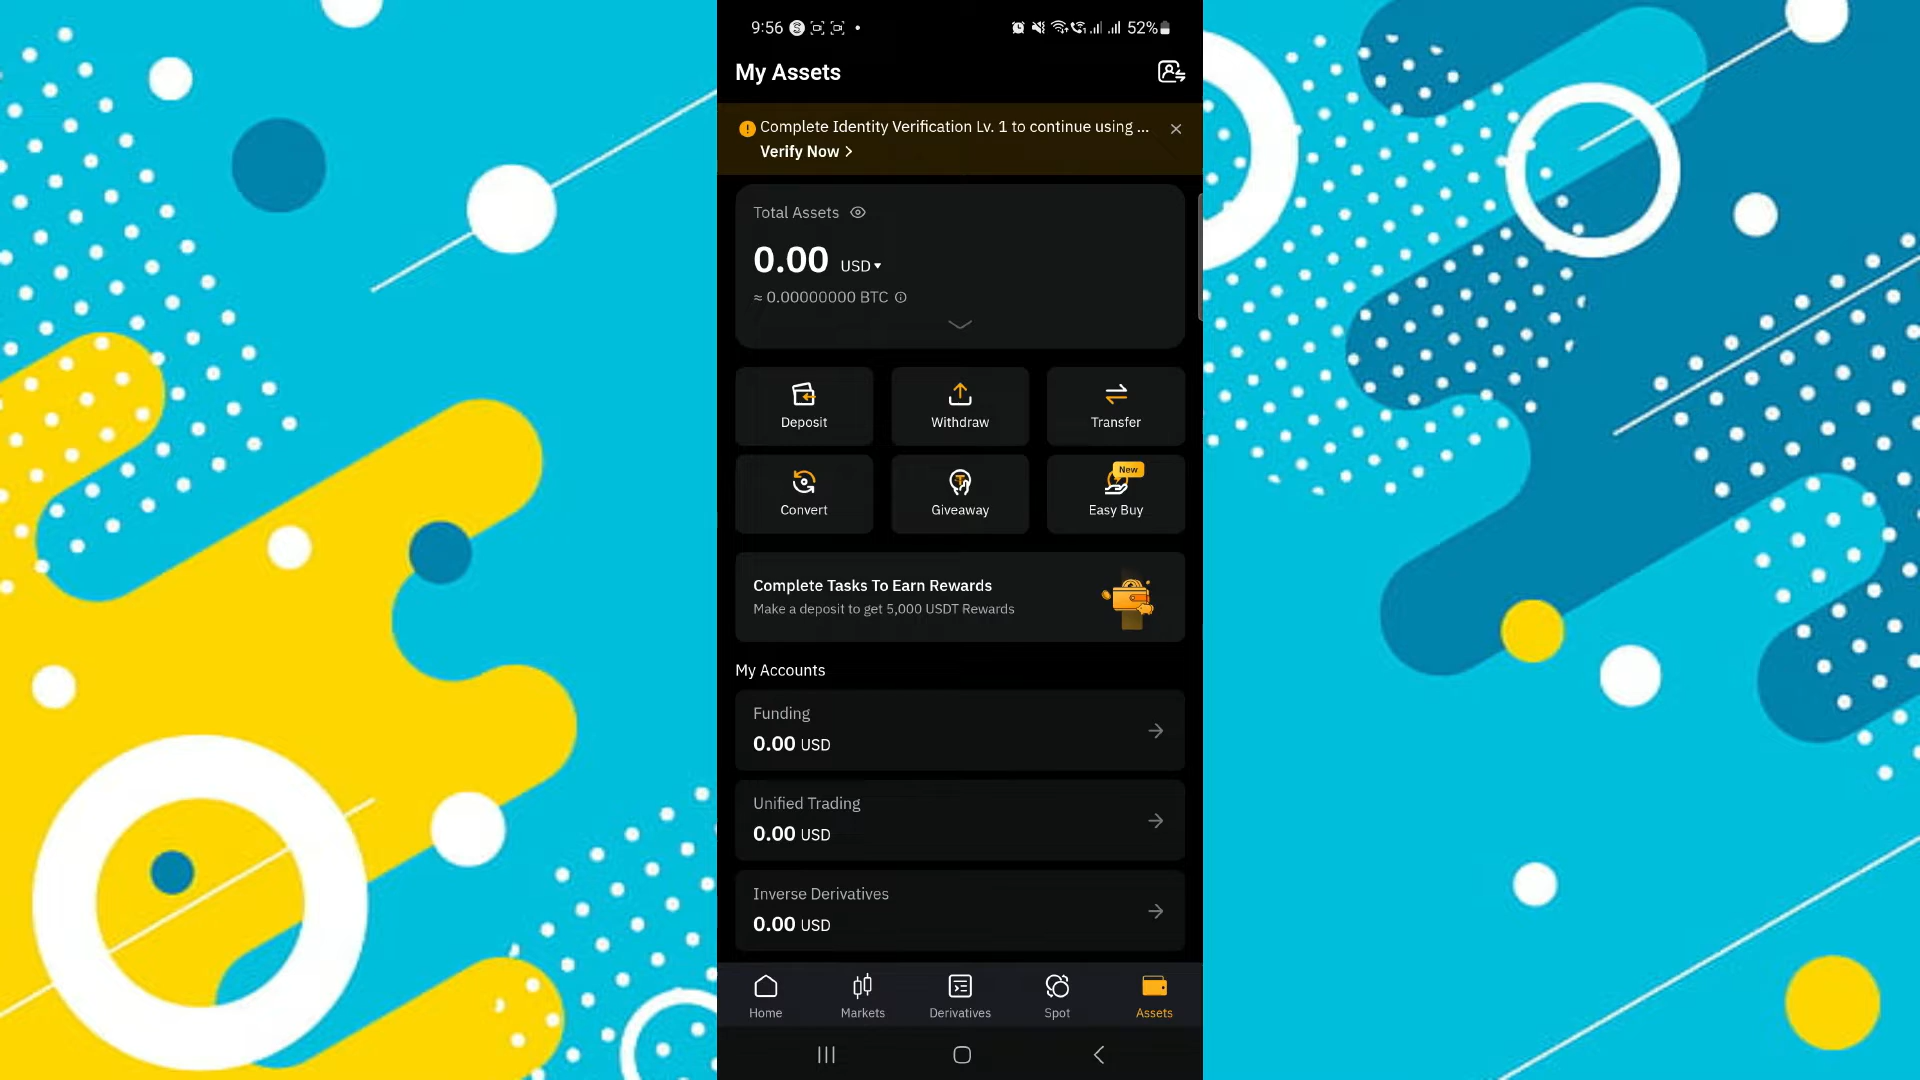 9:56
52%
My Assets
Complete Identity Verification Lv. 1 to continue using ...
Verify Now >
Total Assets
0.00 USD
≈ 0.00000000 BTC
Deposit
Withdraw
Transfer
Convert
Giveaway
New
Easy Buy
Complete Tasks To Earn Rewards
Make a deposit to get 5,000 USDT Rewards
My Accounts
Funding
0.00 USD
Unified Trading
0.00 USD
Inverse Derivatives
0.00 USD
Home
Markets
Derivatives
Spot
Assets